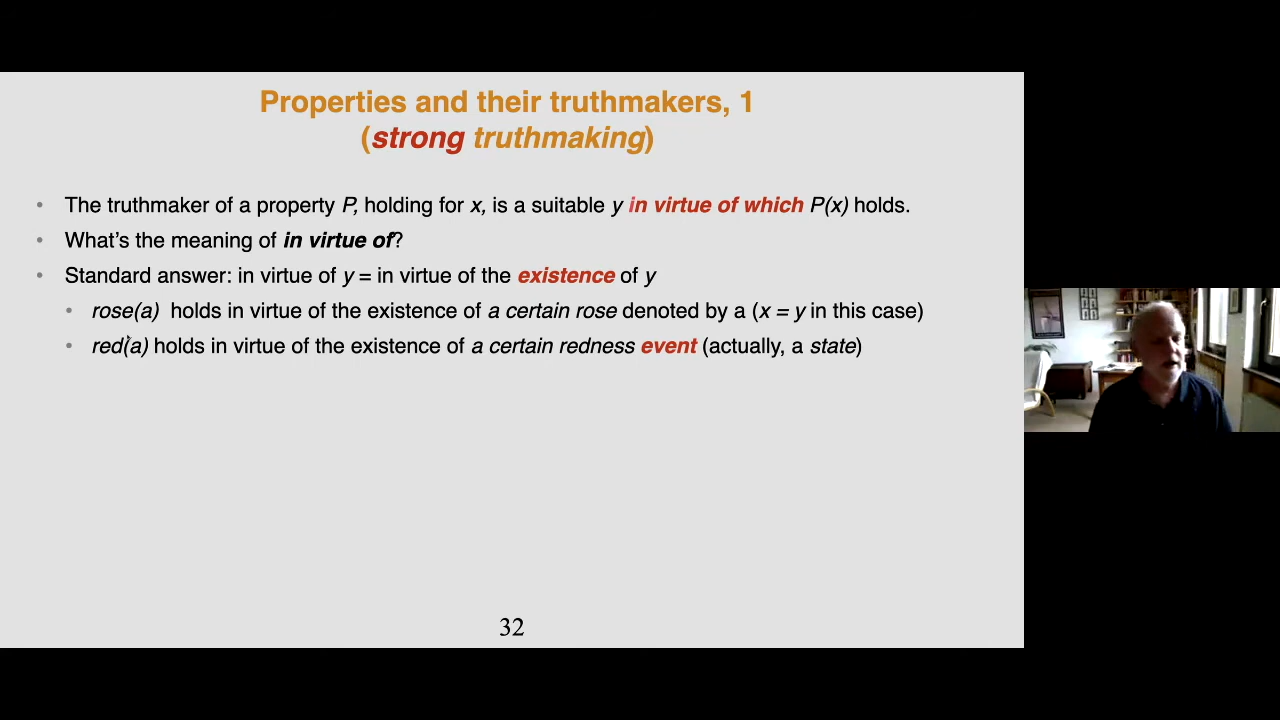 Properties and their truthmakers, 1
(strong truthmaking)
• The truthmaker of a property P, holding for x, is a suitable y in virtue of which P(x) holds.
• What's the meaning of in virtue of?
• Standard answer: in virtue of y = in virtue of the existence of y
• rose(a) holds in virtue of the existence of a certain rose denoted by a (x = y in this case)
• red(a) holds in virtue of the existence of a certain redness event (actually, a state)
32